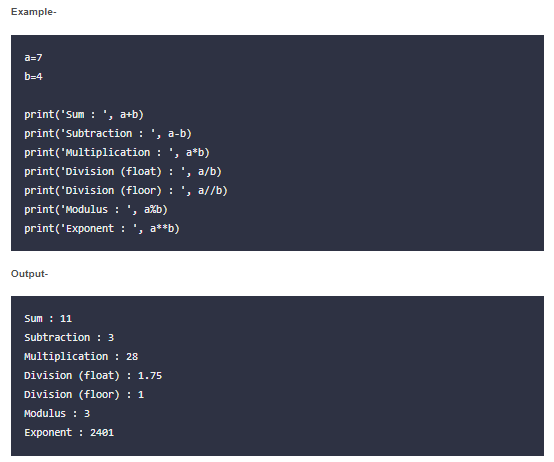 Example-
a=7
b=4
print('Sum : ', a+b)
print('Subtraction : ', a-b)
print('Multiplication : ', a*b)
print('Division (float) : ', a/b)
print('Division (floor) : ', a//b)
print('Modulus : ', a%b)
print('Exponent : ', a**b)
Output-
Sum : 11
Subtraction : 3
Multiplication : 28
Division (float) : 1.75
Division (floor) : 1
Modulus : 3
Exponent : 2401